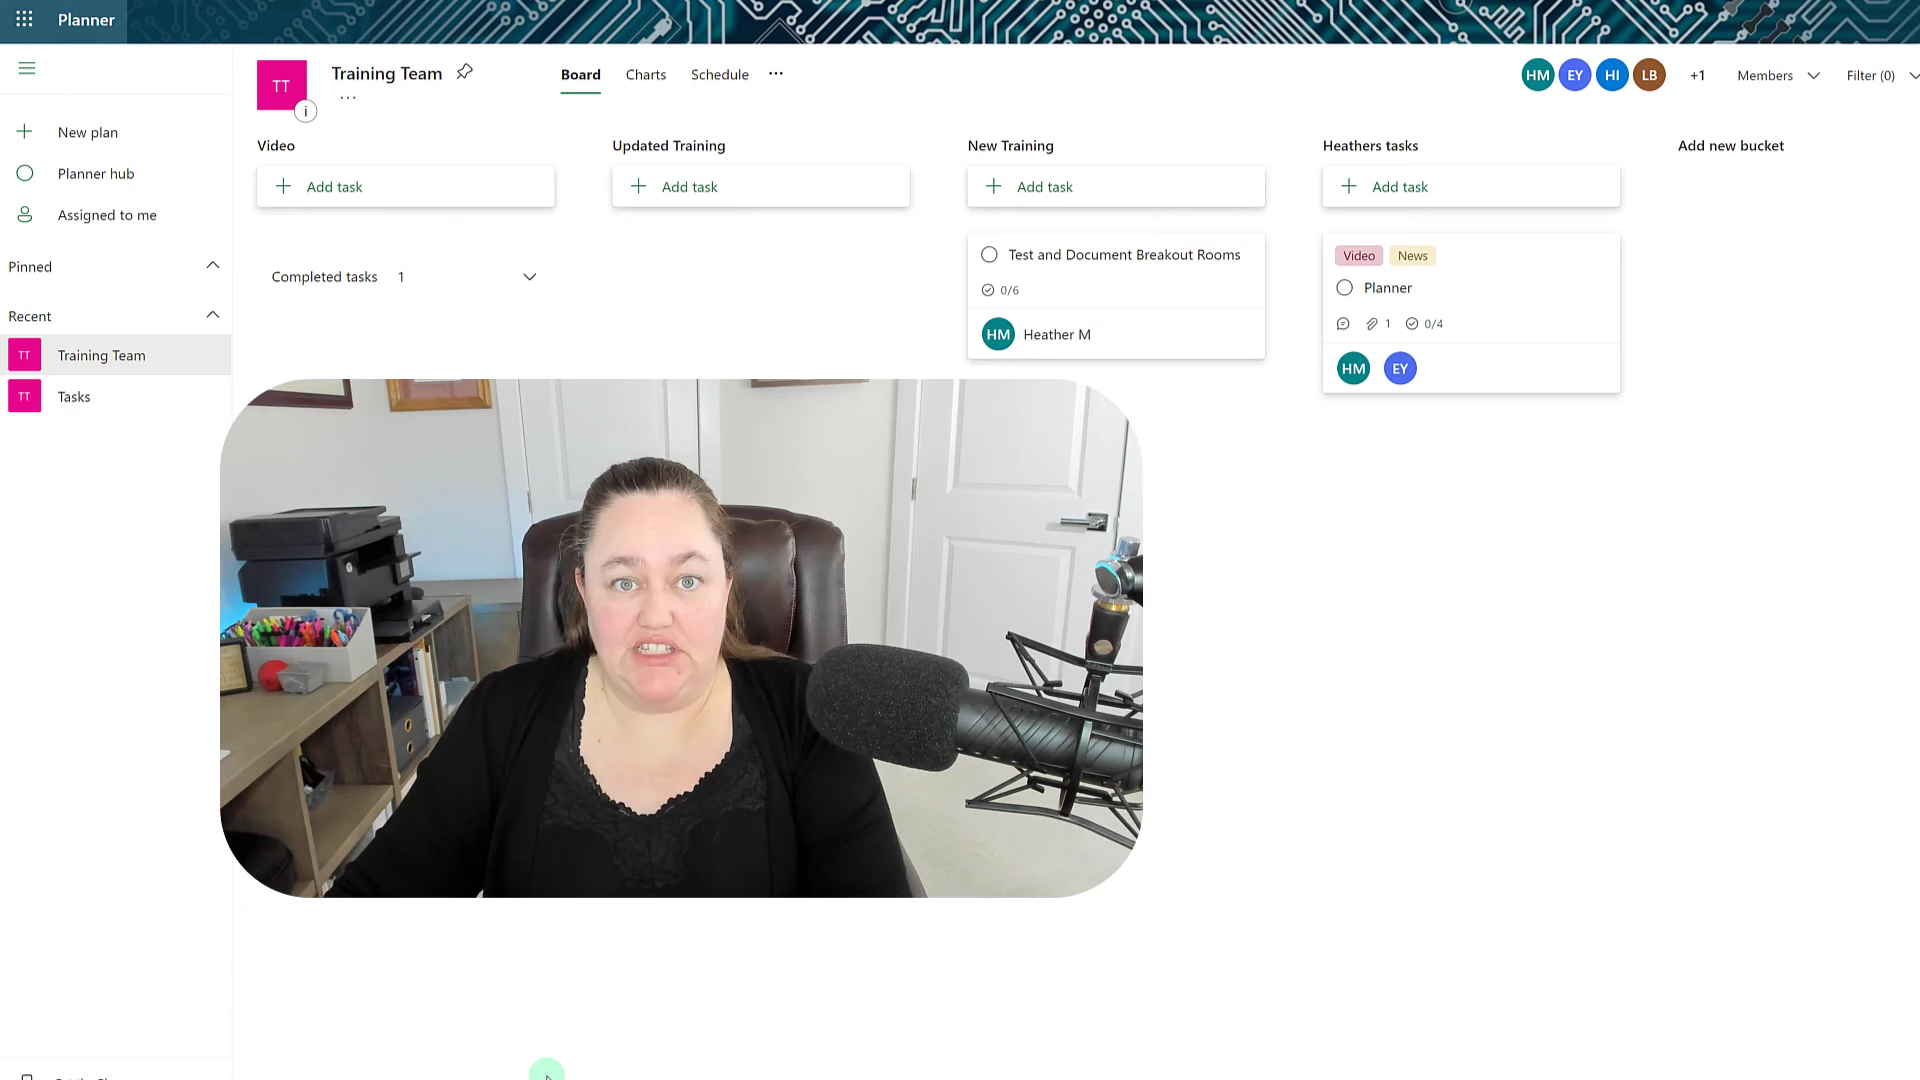 Planner
TT
Training Team
...
i
Board
Charts
Schedule
...
HM
EY
HI
LB
+1
Members
Filter (0)
New plan
Planner hub
Assigned to me
Pinned
Recent
TT
Training Team
TT
Tasks
Video
Add task
Completed tasks 1
Updated Training
Add task
New Training
Add task
Test and Document Breakout Rooms
0/6
HM Heather M
Heathers tasks
Add task
Video News
Planner
1 0/4
HM EY
Add new bucket